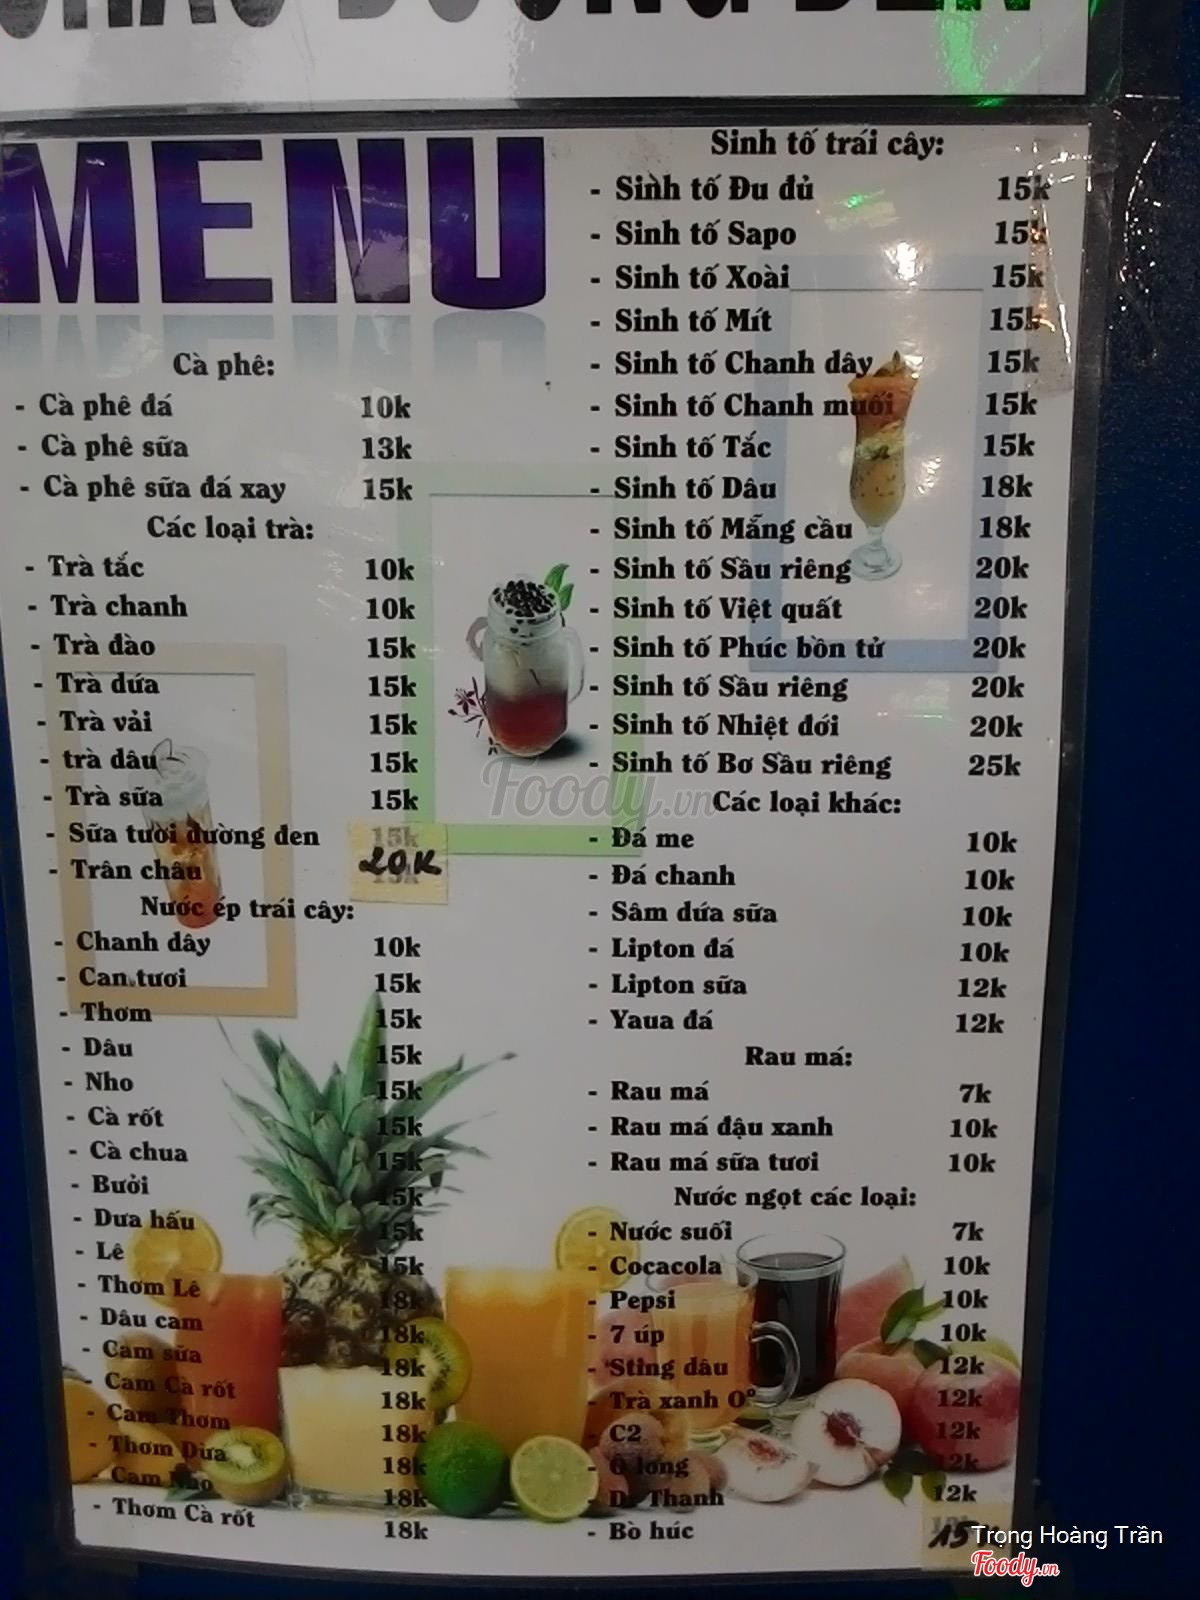 MENU
Cà phê:
- Cà phê đá 10k
- Cà phê sữa 13k
- Cà phê sữa đá xay 15k
Các loại trà:
- Trà tắc 10k
- Trà chanh 10k
- Trà đào 15k
- Trà dứa 15k
- Trà vải 15k
- trà dâu 15k
- Trà sữa 15k
- Sữa tươi đường đen 15k
20K
- Trân châu
Nước ép trái cây:
- Chanh dây 10k
- Can tươi 15k
- Thơm 15k
- Dâu 15k
- Nho 15k
- Cà rốt 15k
- Cà chua 15k
- Bưởi 15k
- Dưa hấu 15k
- Lê 15k
- Thơm Lê 18k
- Dâu cam 18k
- Cam sữa 18k
- Cam Cà rốt 18k
- Cam Thơm 18k
- Thơm Dừa 18k
- Cam Nho 18k
- Thơm Cà rốt 18k
Sinh tố trái cây:
- Sinh tố Đu đủ 15k
- Sinh tố Sapo 15k
- Sinh tố Xoài 15k
- Sinh tố Mít 15k
- Sinh tố Chanh dây 15k
- Sinh tố Chanh muối 15k
- Sinh tố Tắc 15k
- Sinh tố Dâu 18k
- Sinh tố Mãng cầu 18k
- Sinh tố Sầu riêng 20k
- Sinh tố Việt quất 20k
- Sinh tố Phúc bồn tử 20k
- Sinh tố Sầu riêng 20k
- Sinh tố Nhiệt đới 20k
- Sinh tố Bơ Sầu riêng 25k
Các loại khác:
- Đá me 10k
- Đá chanh 10k
- Sâm dứa sữa 10k
- Lipton đá 10k
- Lipton sữa 12k
- Yaua đá 12k
Rau má:
- Rau má 7k
- Rau má đậu xanh 10k
- Rau má sữa tươi 10k
Nước ngọt các loại:
- Nước suối 7k
- Cocacola 10k
- Pepsi 10k
- 7 úp 10k
- Sting dâu 12k
- Trà xanh 0° 12k
- C2 12k
- Ô long 12k
- Dr Thanh 12k
- Bò húc 15
Foody.vn
Trọng Hoàng Trần
Foody.vn